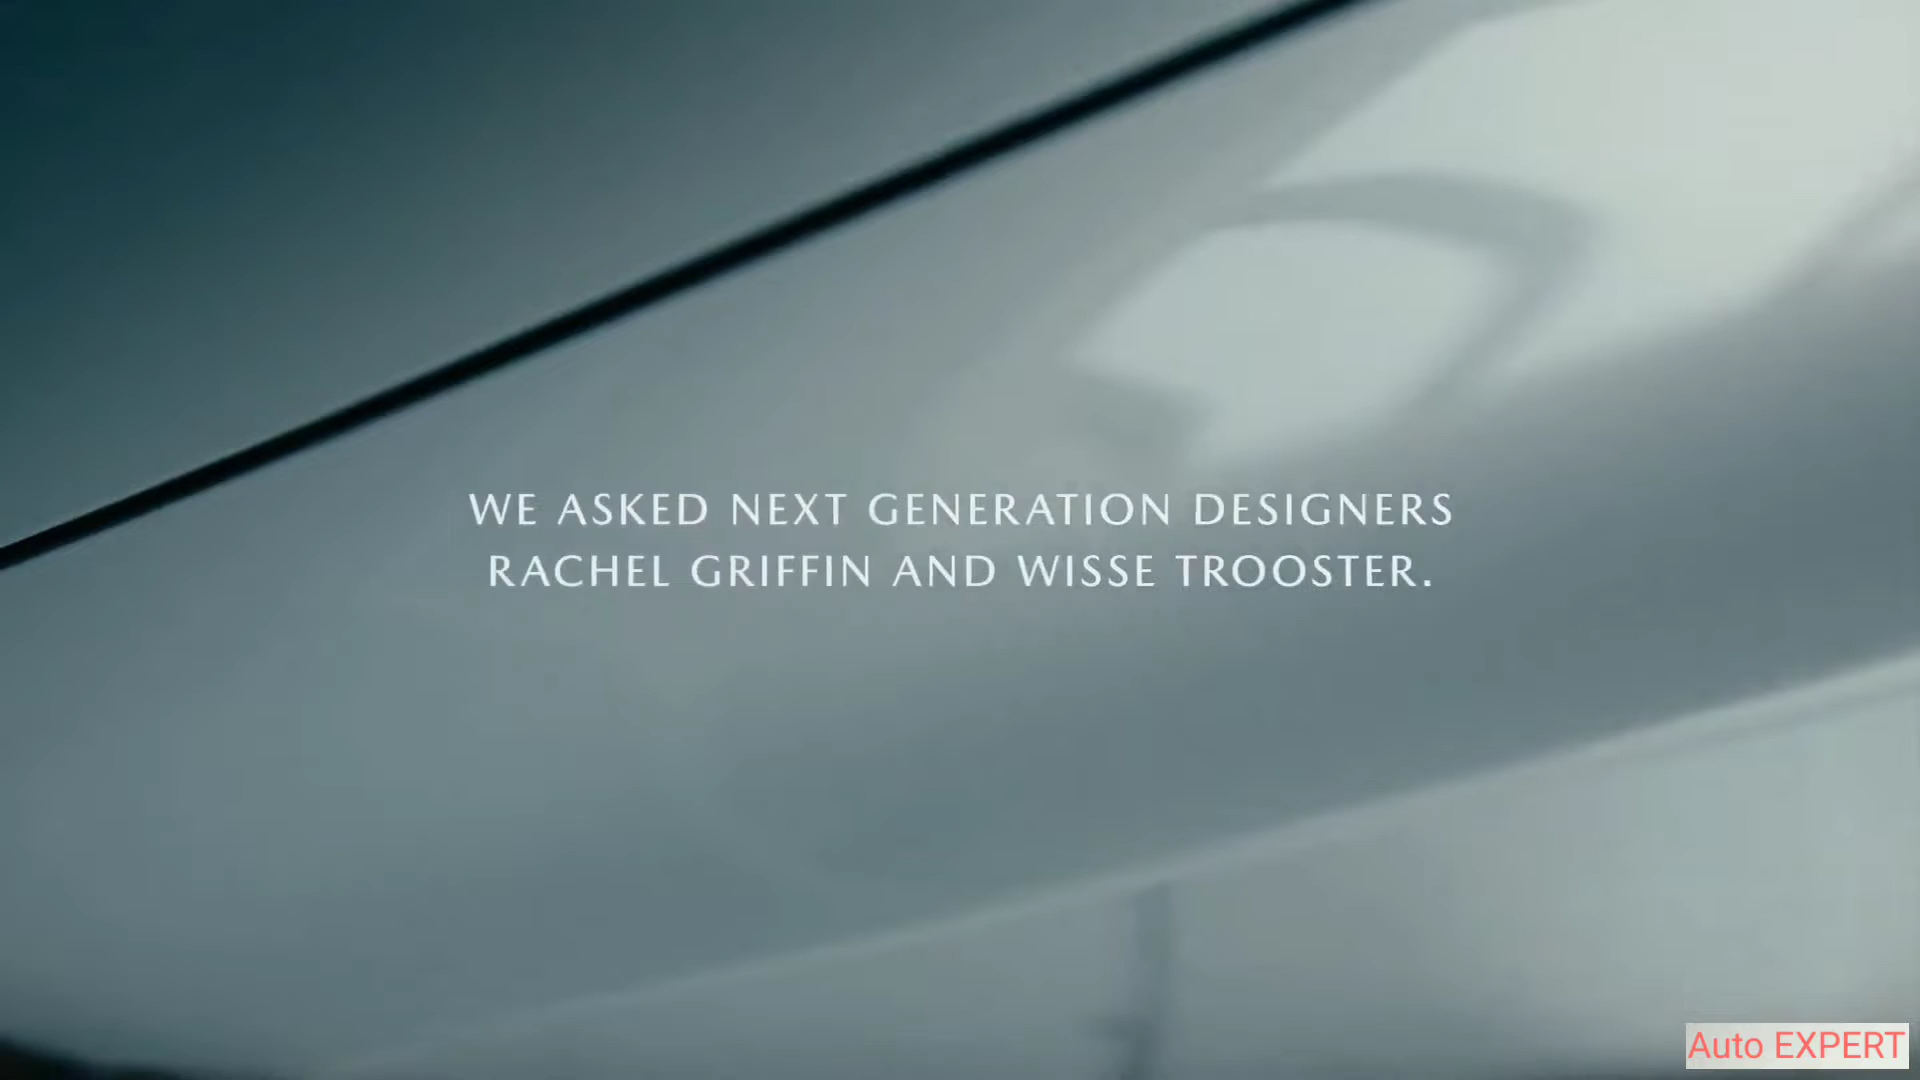 WE ASKED NEXT GENERATION DESIGNERS
RACHEL GRIFFIN AND WISSE TROOSTER.
Auto EXPERT